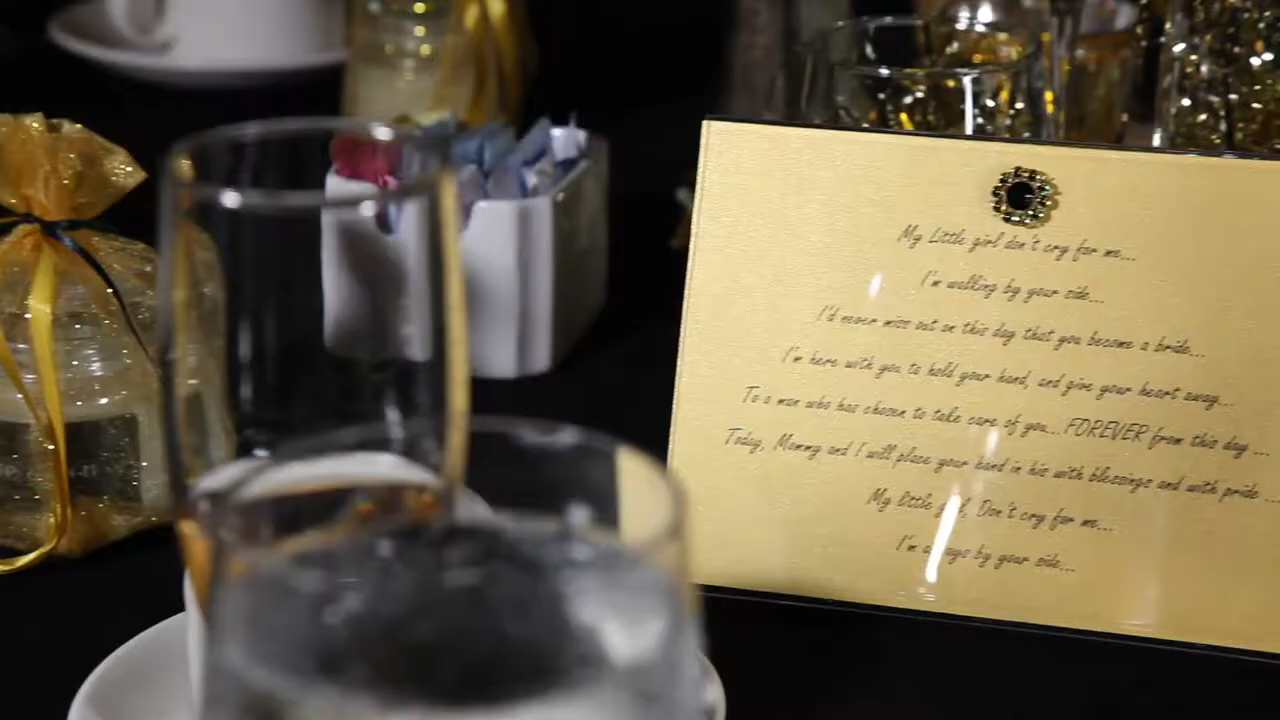 My Little girl don't cry for me...
I'm walking by your side...
I'd never miss out on this day that you become a bride...
I'm here with you to hold your hand, and give your heart away...
To a man who has chosen to take care of you...FOREVER from this day ...
Today, Mommy and I will place your hand in his with blessings and with pride ...
My little girl, Don't cry for me...
I'm always by your side...